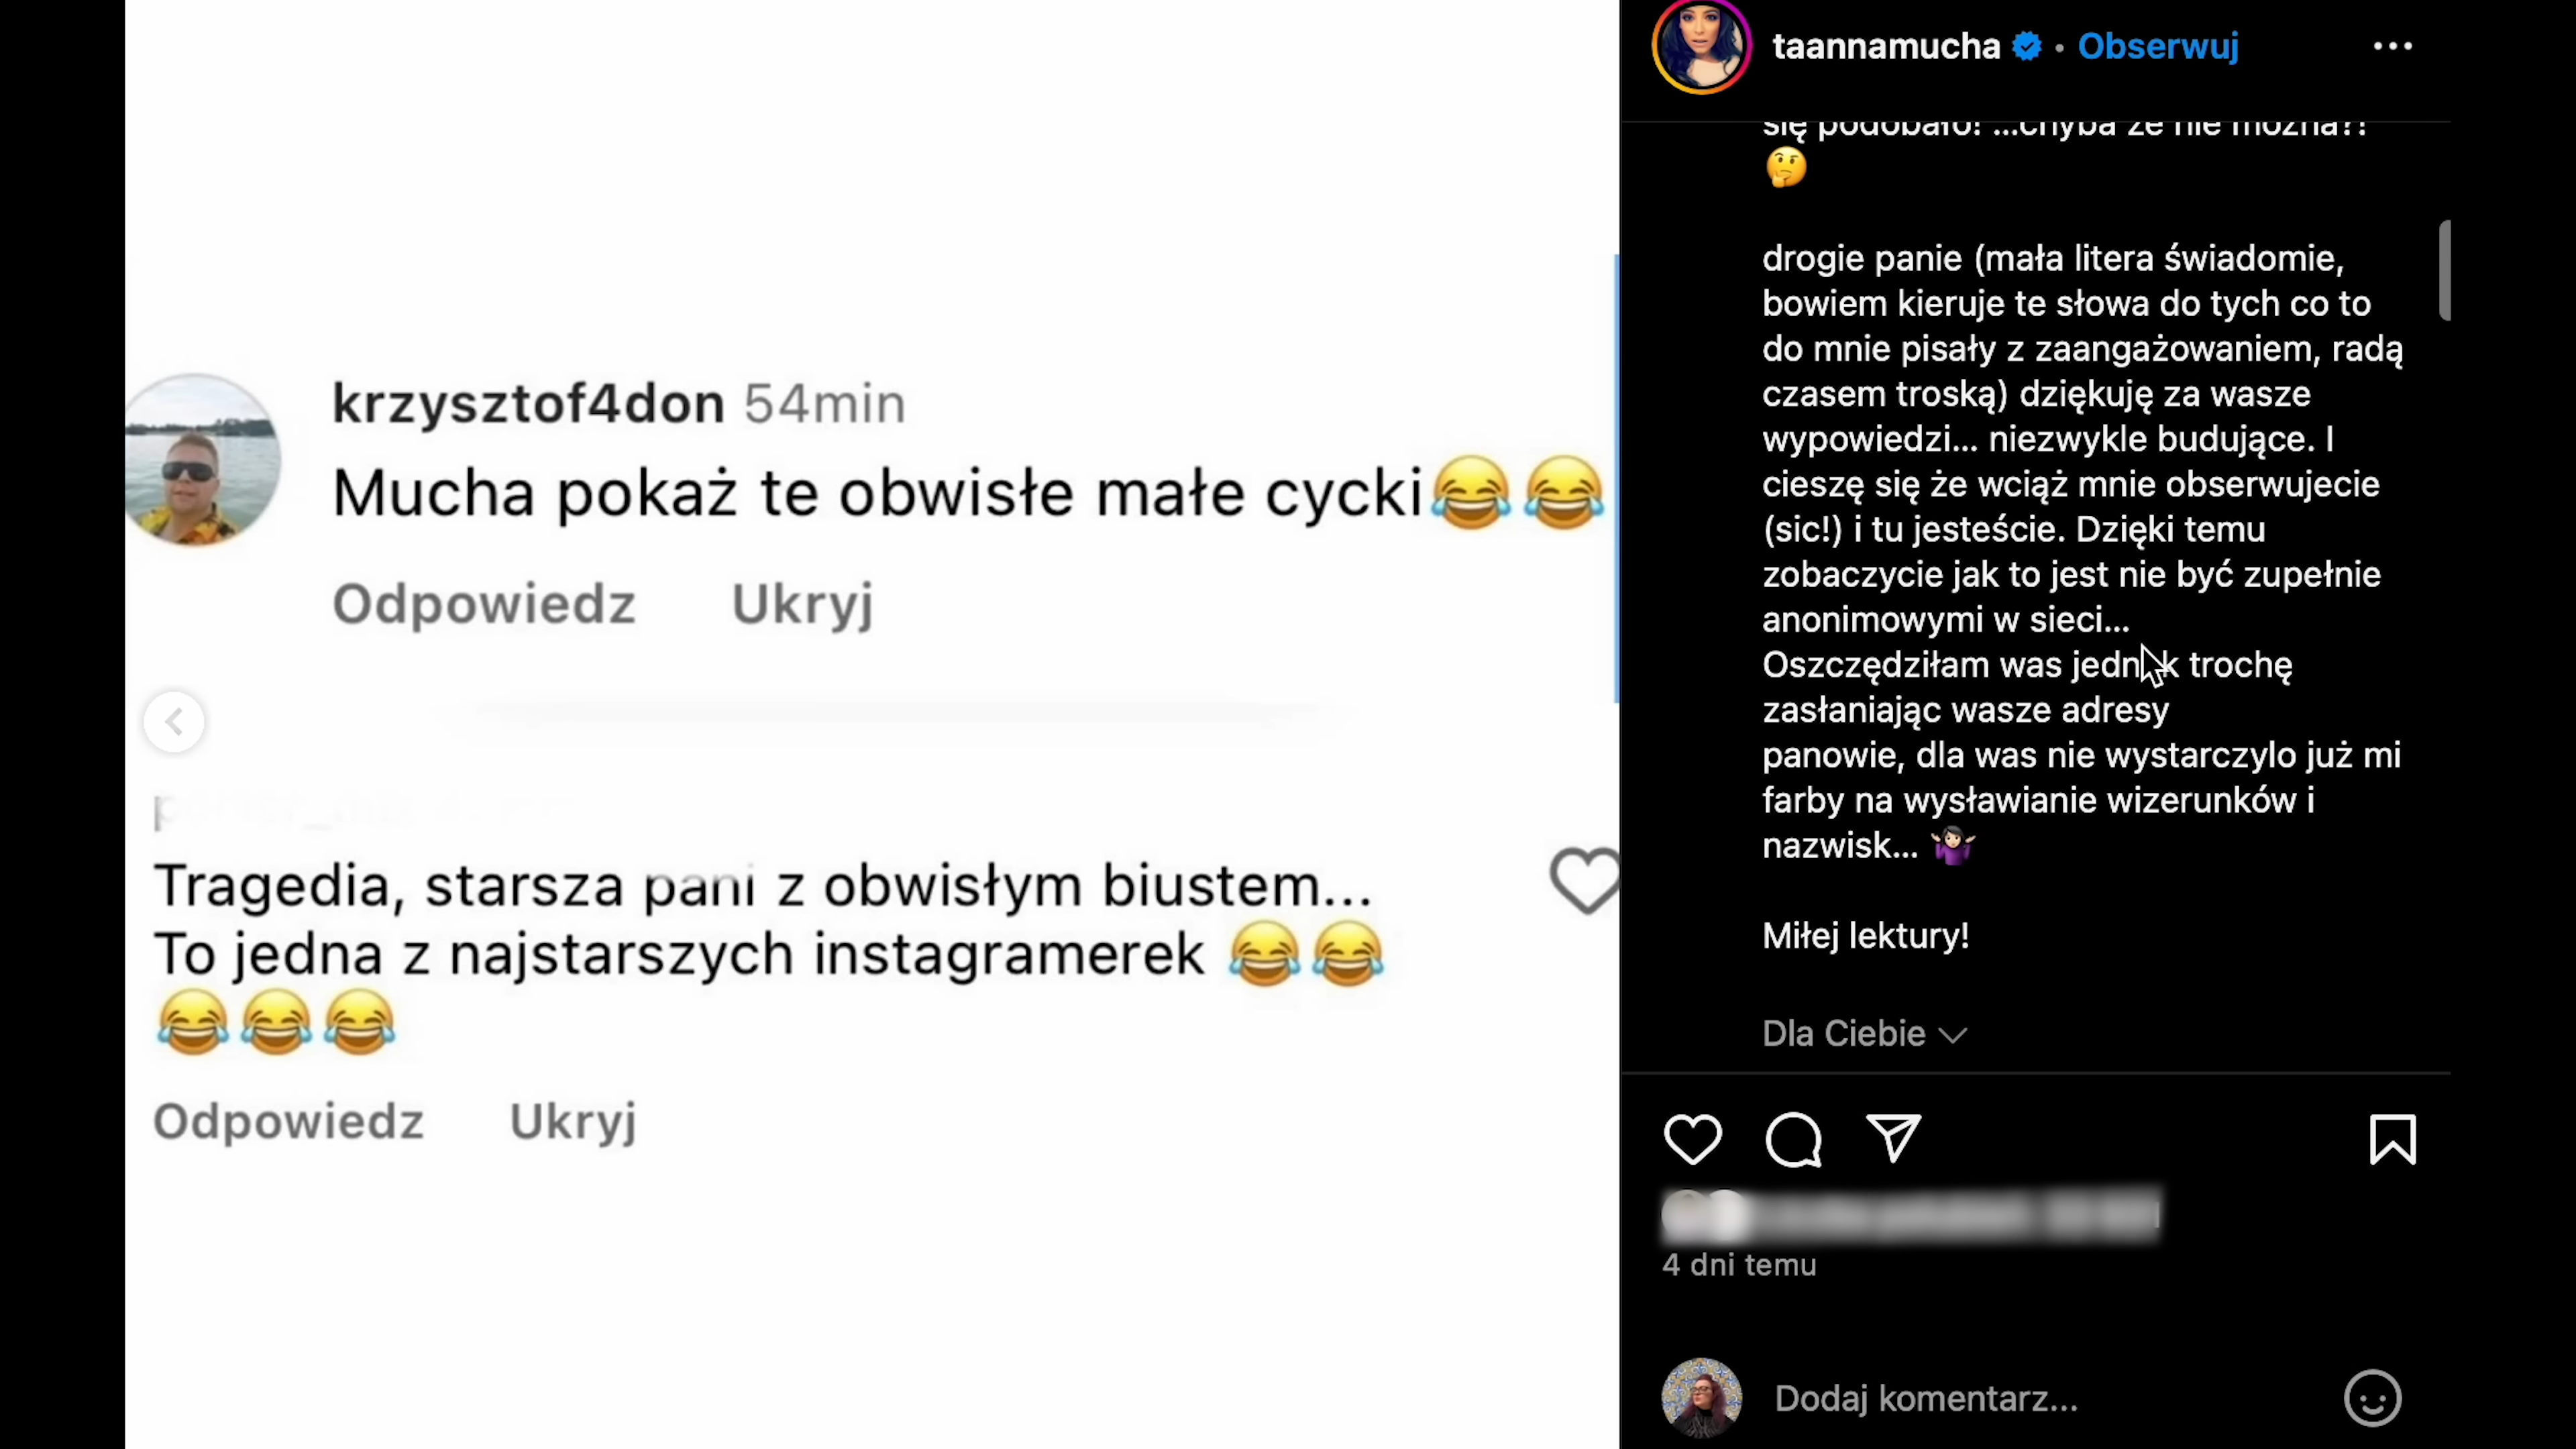 krzysztof4don 54min
Mucha pokaż te obwisłe małe cycki😂😂
Odpowiedz Ukryj
Tragedia, starsza pani z obwisłym biustem...
To jedna z najstarszych instagramerek 😂😂
😂😂😂
Odpowiedz Ukryj
taannamucha • Obserwuj
się podobało! ...chyba że nie można?!
🤔
drogie panie (mała litera świadomie,
bowiem kieruje te słowa do tych co to
do mnie pisały z zaangażowaniem, radą
czasem troską) dziękuję za wasze
wypowiedzi... niezwykle budujące. I
cieszę się że wciąż mnie obserwujecie
(sic!) i tu jesteście. Dzięki temu
zobaczycie jak to jest nie być zupełnie
anonimowymi w sieci...
Oszczędziłam was jednak trochę
zasłaniając wasze adresy
panowie, dla was nie wystarczylo już mi
farby na wysławianie wizerunków i
nazwisk... 🤷🏻‍♀️
Miłej lektury!
Dla Ciebie
4 dni temu
Dodaj komentarz...